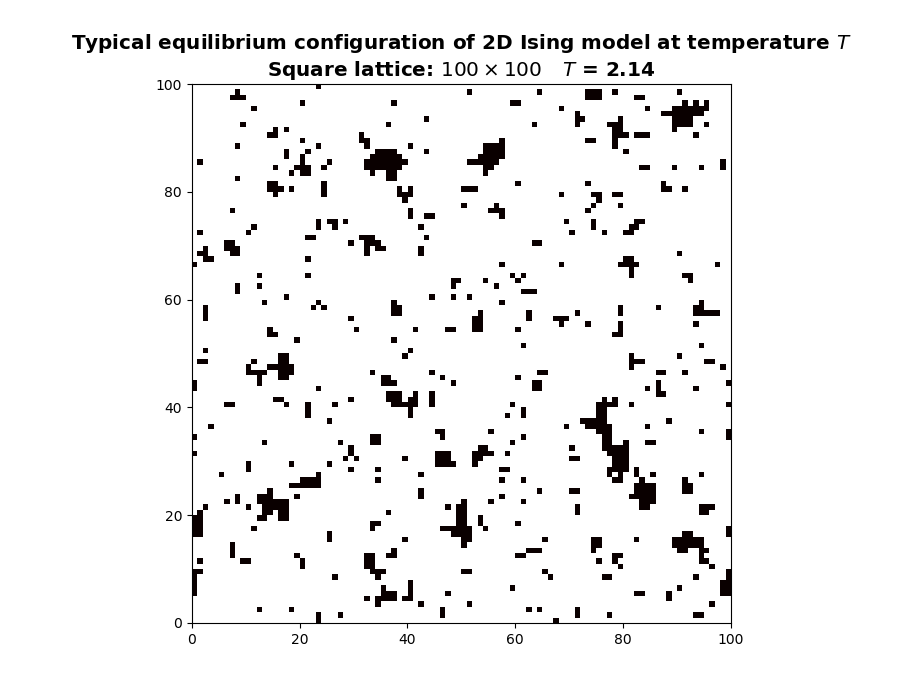 Typical equilibrium configuration of 2D Ising model at temperature T
Square lattice: 100 × 100 T = 2.14
100
80
60
40
20
0
0 20 40 60 80 100